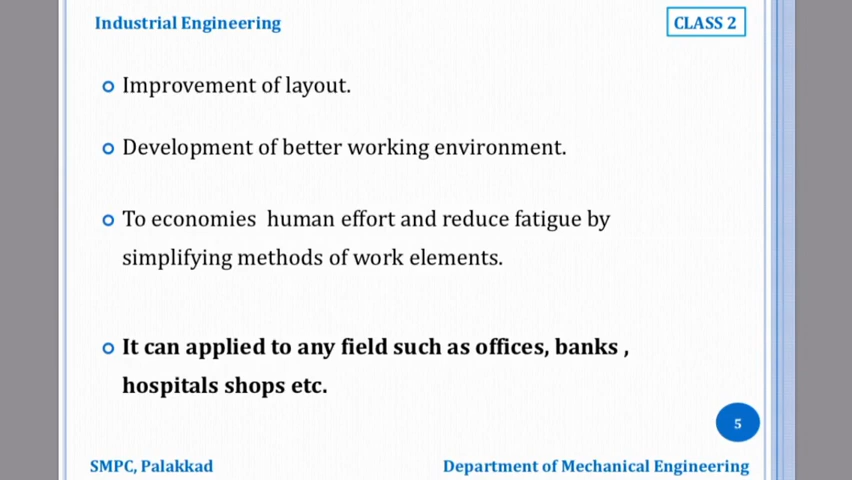 Industrial Engineering
CLASS 2
Improvement of layout.
Development of better working environment.
To economies human effort and reduce fatigue by
simplifying methods of work elements.
It can applied to any field such as offices, banks ,
hospitals shops etc.
5
SMPC, Palakkad
Department of Mechanical Engineering